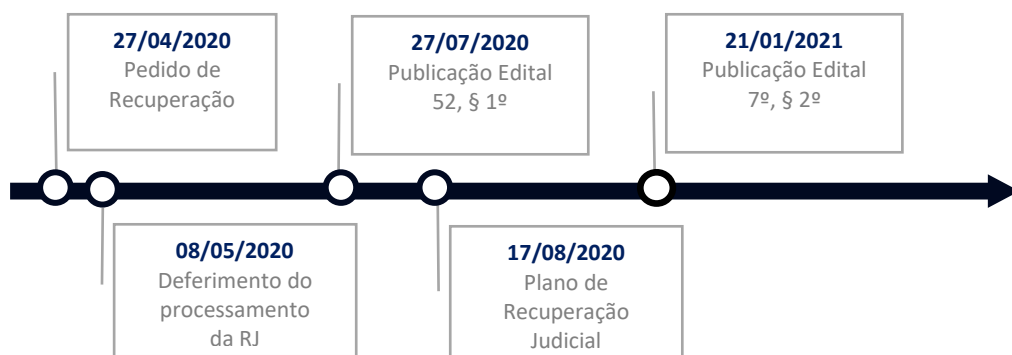 27/04/2020
Pedido de
Recuperação
27/07/2020
Publicação Edital
52, § 1º
21/01/2021
Publicação Edital
7º, § 2º
08/05/2020
Deferimento do
processamento
da RJ
17/08/2020
Plano de
Recuperação
Judicial